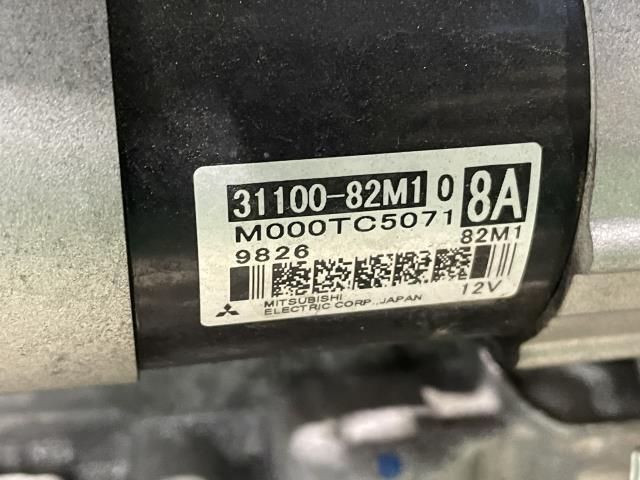 31100-82M1 0 8A
M000TC5071
9826 82M1
MITSUBISHI 12V
ELECTRIC CORP., JAPAN